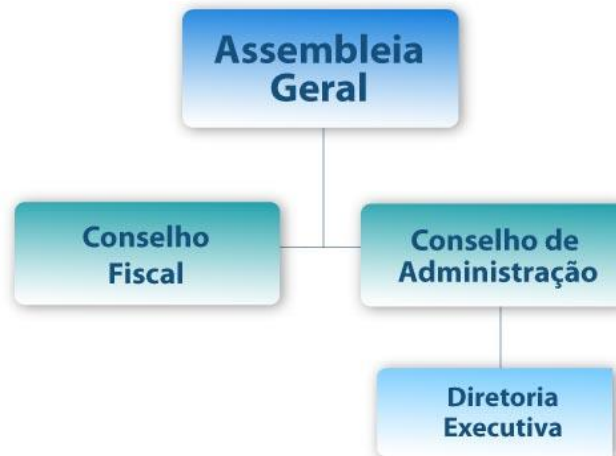 Assembleia
Geral
Conselho
Fiscal
Conselho de
Administração
Diretoria
Executiva